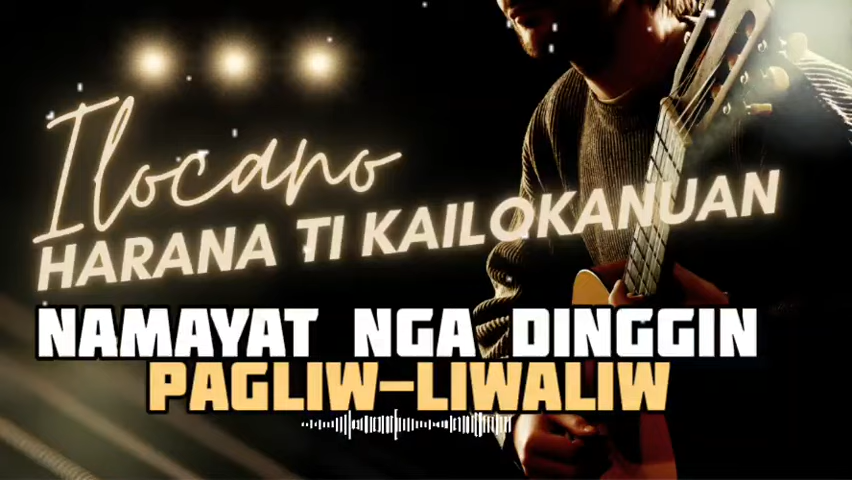 Ilocano
HARANA TI KAILOKANUAN
NAMAYAT NGA DINGGIN
PAGLIW-LIWALIW